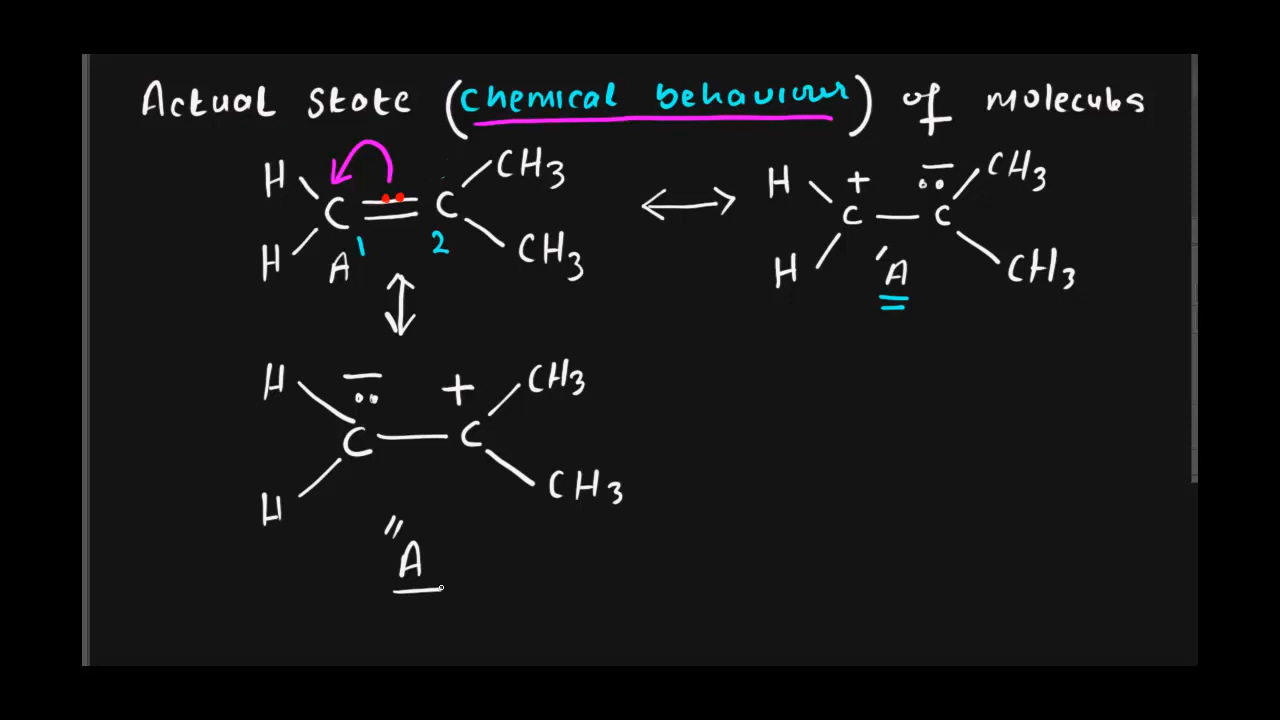 Actual state (chemical behaviour) of molecules
H CH3 H + -·· CH3
C = C ⟷ C — C
H A 1 2 CH3 H 'A CH3
H -·· + CH3
C — C
H CH3
"A